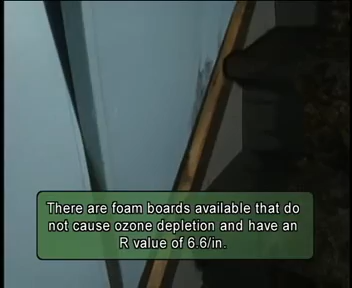 There are foam boards available that do
not cause ozone depletion and have an
R value of 6.6/in.